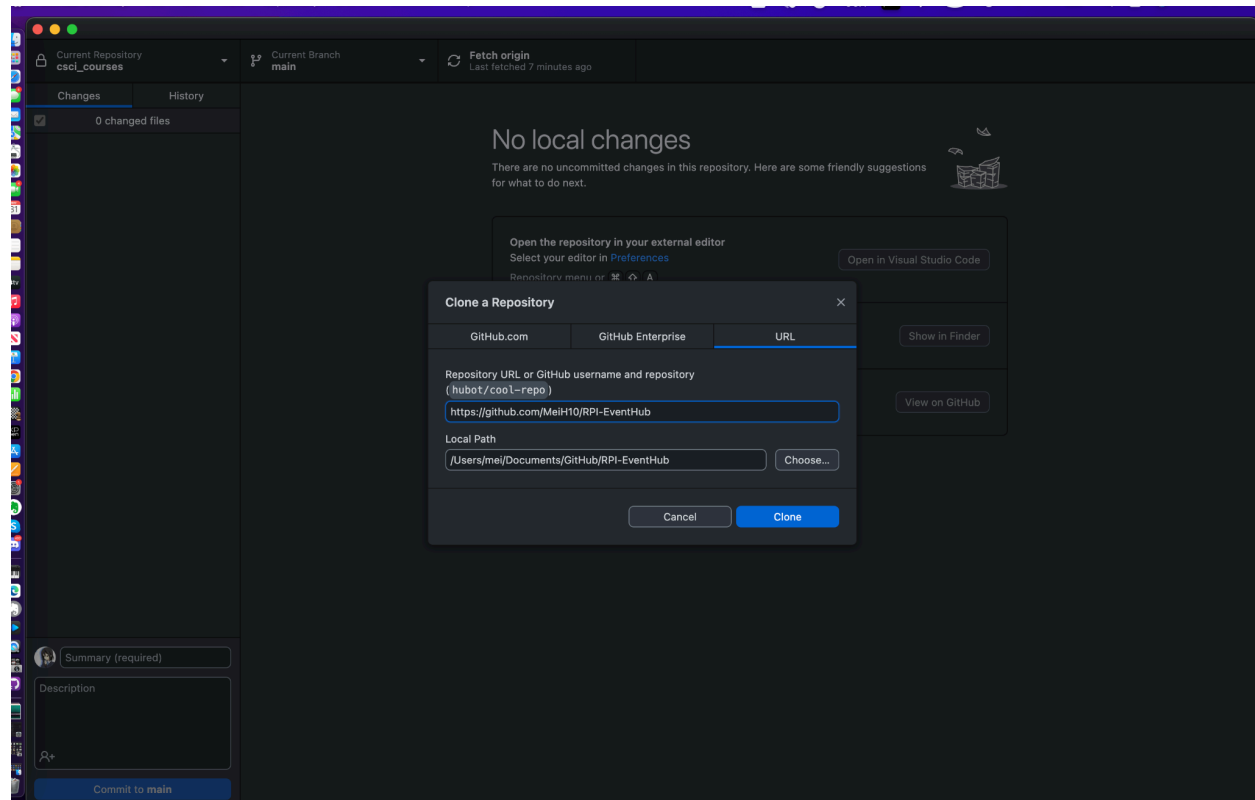 Current Repository
csci_courses
Current Branch
main
Fetch origin
Last fetched 7 minutes ago
Changes
History
0 changed files
No local changes
There are no uncommitted changes in this repository. Here are some friendly suggestions
for what to do next.
Open the repository in your external editor
Select your editor in Preferences
Repository menu or ⌘ ⇧ A
Open in Visual Studio Code
Show in Finder
View on GitHub
Clone a Repository
GitHub.com
GitHub Enterprise
URL
Repository URL or GitHub username and repository
(hubot/cool-repo)
https://github.com/MeiH10/RPI-EventHub
Local Path
/Users/mei/Documents/GitHub/RPI-EventHub
Choose...
Cancel
Clone
Summary (required)
Description
Commit to main